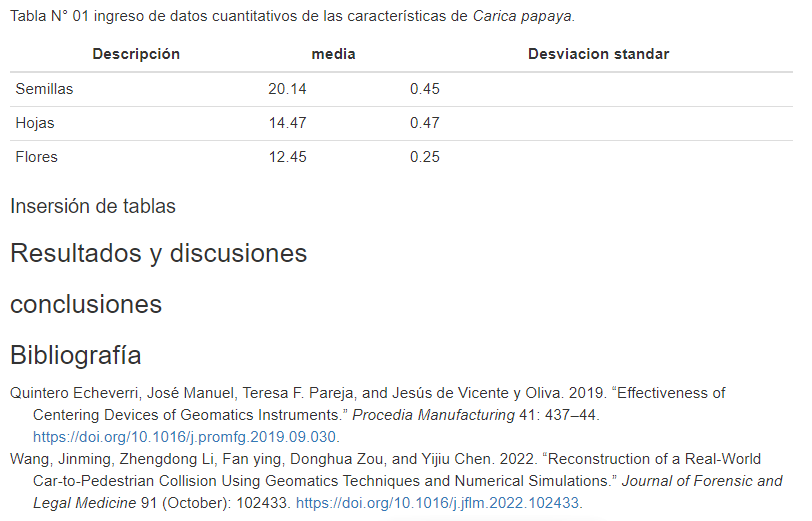 Tabla N° 01 ingreso de datos cuantitativos de las características de Carica papaya.
Descripción media Desviacion standar
Semillas 20.14 0.45
Hojas 14.47 0.47
Flores 12.45 0.25
Insersión de tablas
Resultados y discusiones
conclusiones
Bibliografía
Quintero Echeverri, José Manuel, Teresa F. Pareja, and Jesús de Vicente y Oliva. 2019. “Effectiveness of
Centering Devices of Geomatics Instruments.” Procedia Manufacturing 41: 437–44.
https://doi.org/10.1016/j.promfg.2019.09.030.
Wang, Jinming, Zhengdong Li, Fan ying, Donghua Zou, and Yijiu Chen. 2022. “Reconstruction of a Real-World
Car-to-Pedestrian Collision Using Geomatics Techniques and Numerical Simulations.” Journal of Forensic and
Legal Medicine 91 (October): 102433. https://doi.org/10.1016/j.jflm.2022.102433.